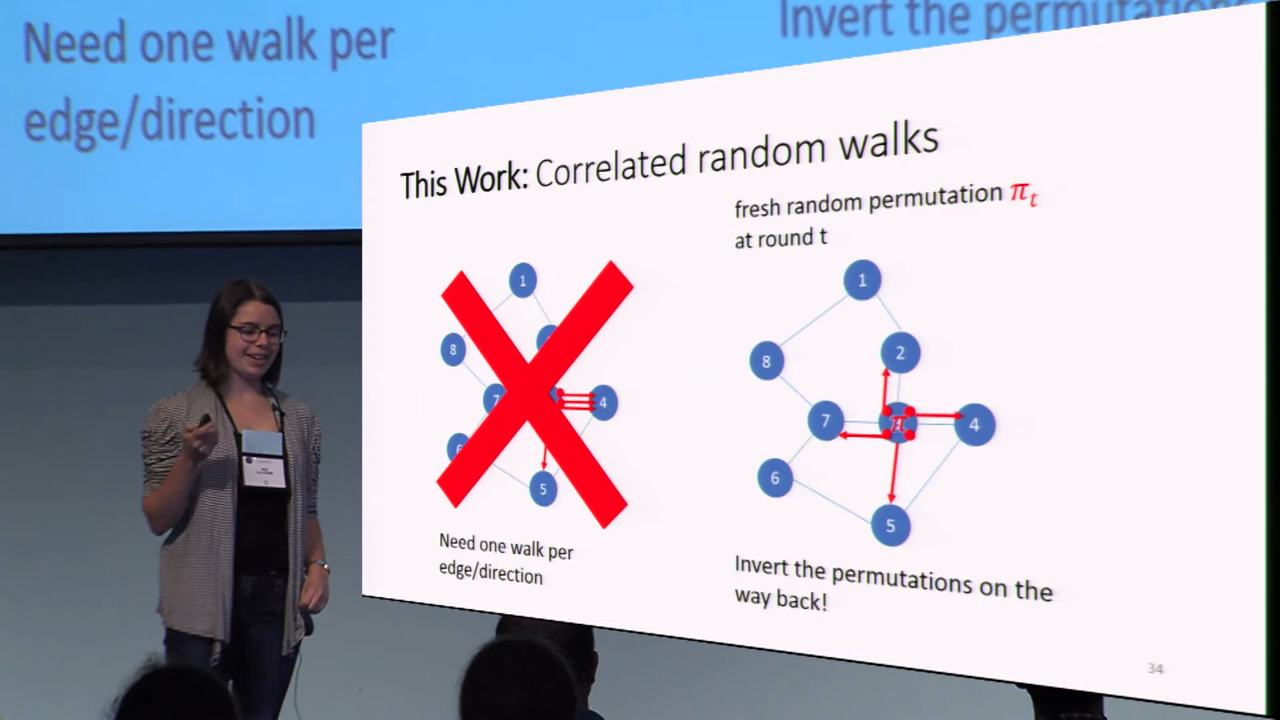 Need one walk per
edge/direction
Invert the permutations
This Work: Correlated random walks
fresh random permutation πt
at round t
1
8
7
4
6
5
Need one walk per
edge/direction
1
2
8
7
π
4
6
5
Invert the permutations on the
way back!
34